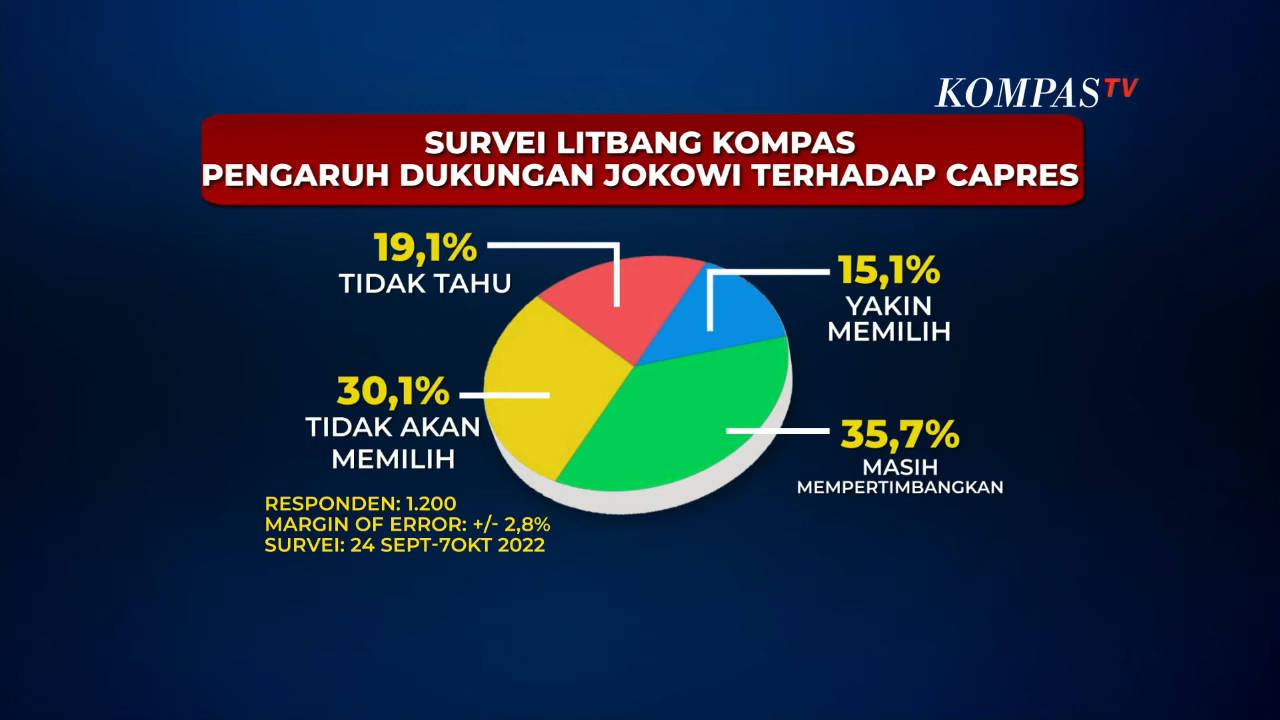 KOMPASTV
SURVEI LITBANG KOMPAS
PENGARUH DUKUNGAN JOKOWI TERHADAP CAPRES
19,1%
TIDAK TAHU
15,1%
YAKIN
MEMILIH
30,1%
TIDAK AKAN
MEMILIH
35,7%
MASIH
MEMPERTIMBANGKAN
RESPONDEN: 1.200
MARGIN OF ERROR: +/- 2,8%
SURVEI: 24 SEPT-7OKT 2022